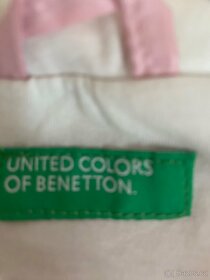 UNITED COLORS
OF BENETTON.